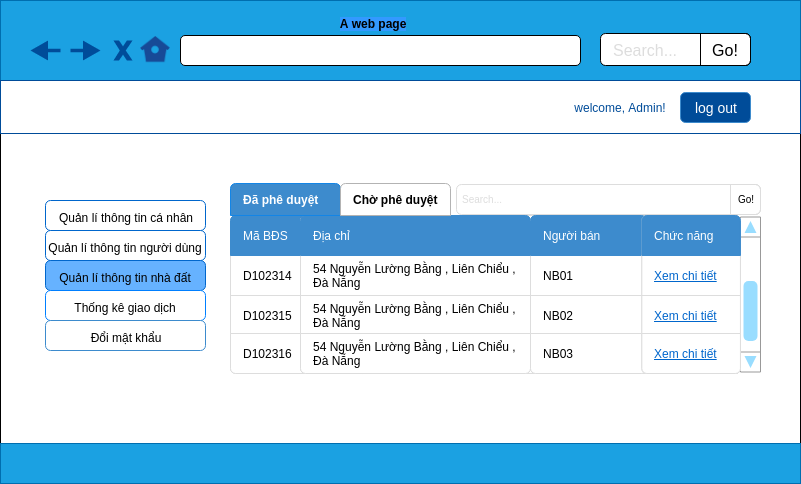 A web page
X
Search...
Go!
welcome, Admin!
log out
Quản lí thông tin cá nhân
Quản lí thông tin người dùng
Quản lí thông tin nhà đất
Thống kê giao dịch
Đổi mật khẩu
Đã phê duyệt
Chờ phê duyệt
Search...
Go!
Mã BĐS
Địa chỉ
Người bán
Chức năng
D102314
54 Nguyễn Lường Bằng , Liên Chiểu ,
Đà Nẵng
NB01
Xem chi tiết
D102315
54 Nguyễn Lường Bằng , Liên Chiểu ,
Đà Nẵng
NB02
Xem chi tiết
D102316
54 Nguyễn Lường Bằng , Liên Chiểu ,
Đà Nẵng
NB03
Xem chi tiết